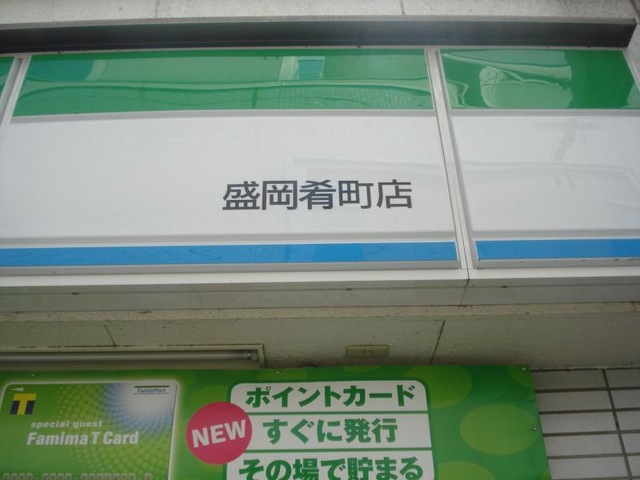 盛岡肴町店
T
FamilyMart
special guest
Famima T Card
NEW
ポイントカード
すぐに発行
その場で貯まる